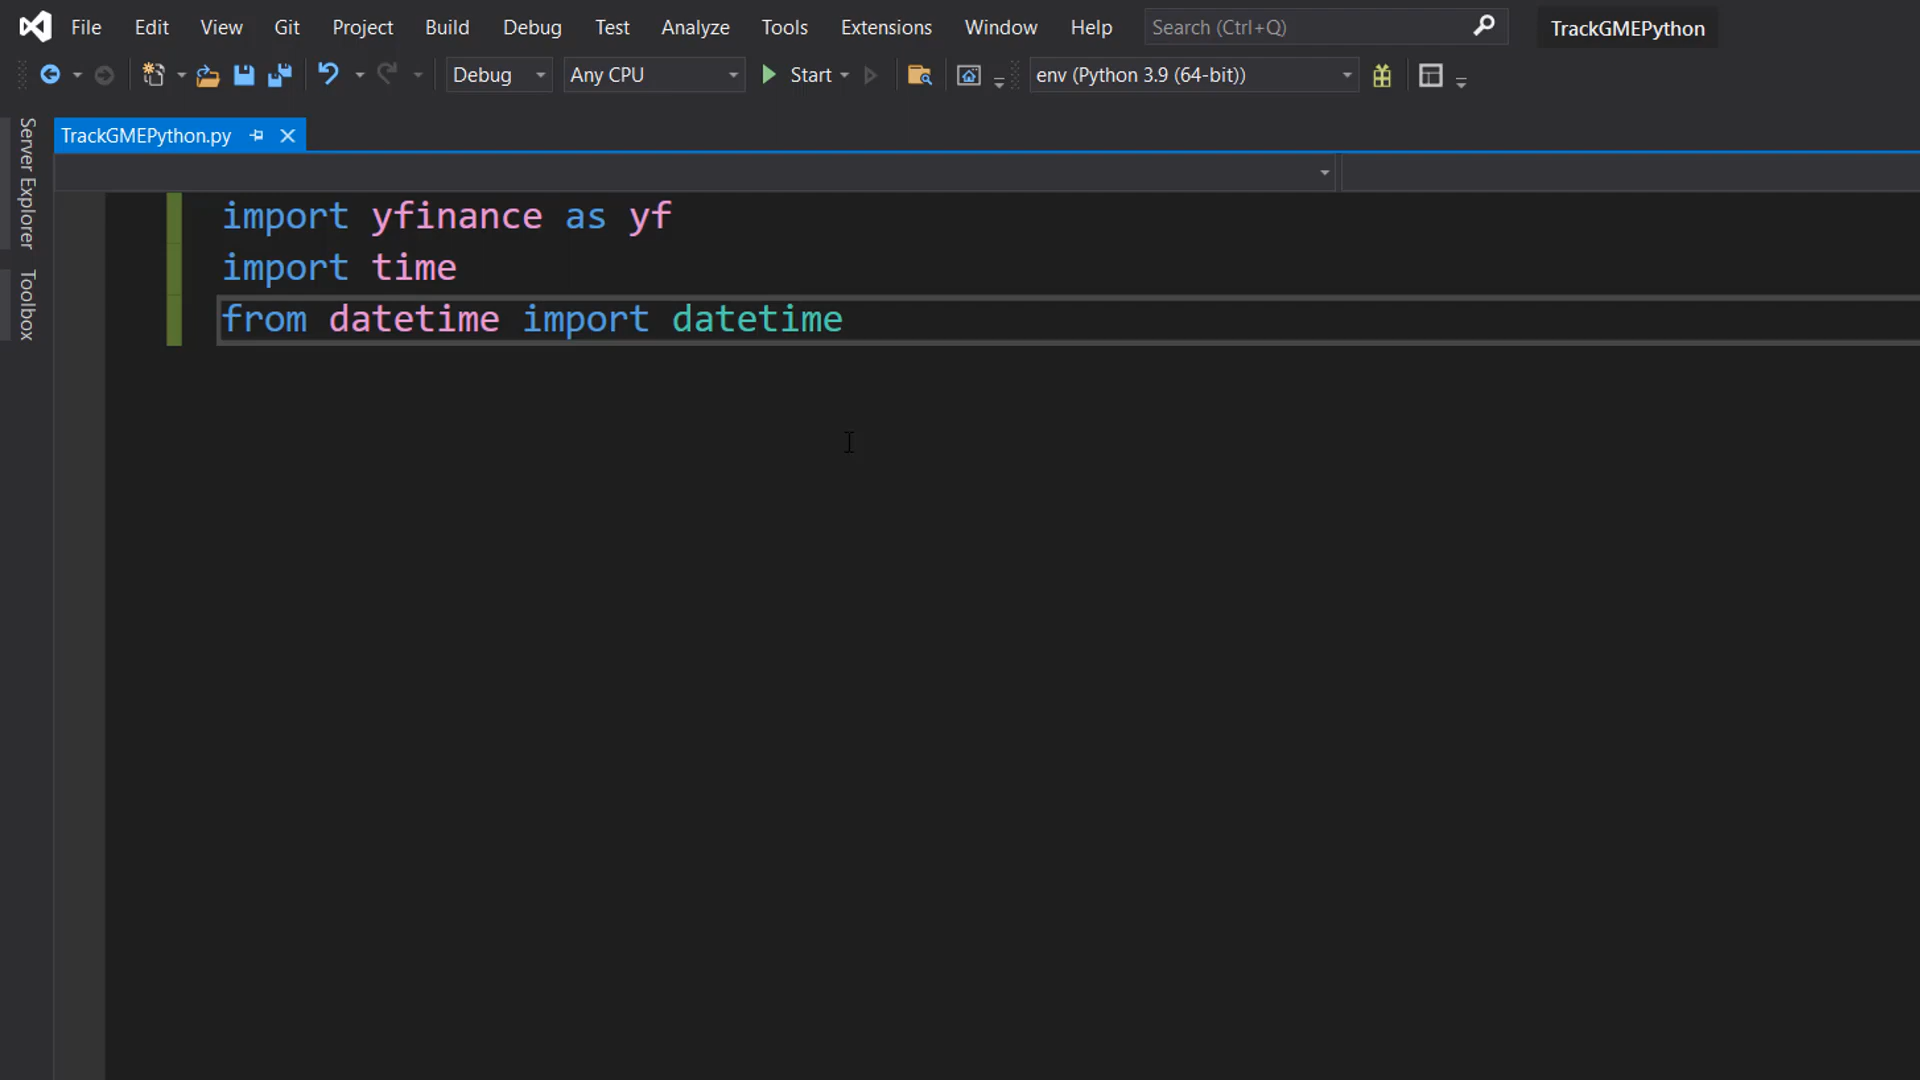 File Edit View Git Project Build Debug Test Analyze Tools Extensions Window Help Search (Ctrl+Q) TrackGMEPython
Debug Any CPU Start env (Python 3.9 (64-bit))
TrackGMEPython.py
Server Explorer
Toolbox
import yfinance as yf
import time
from datetime import datetime